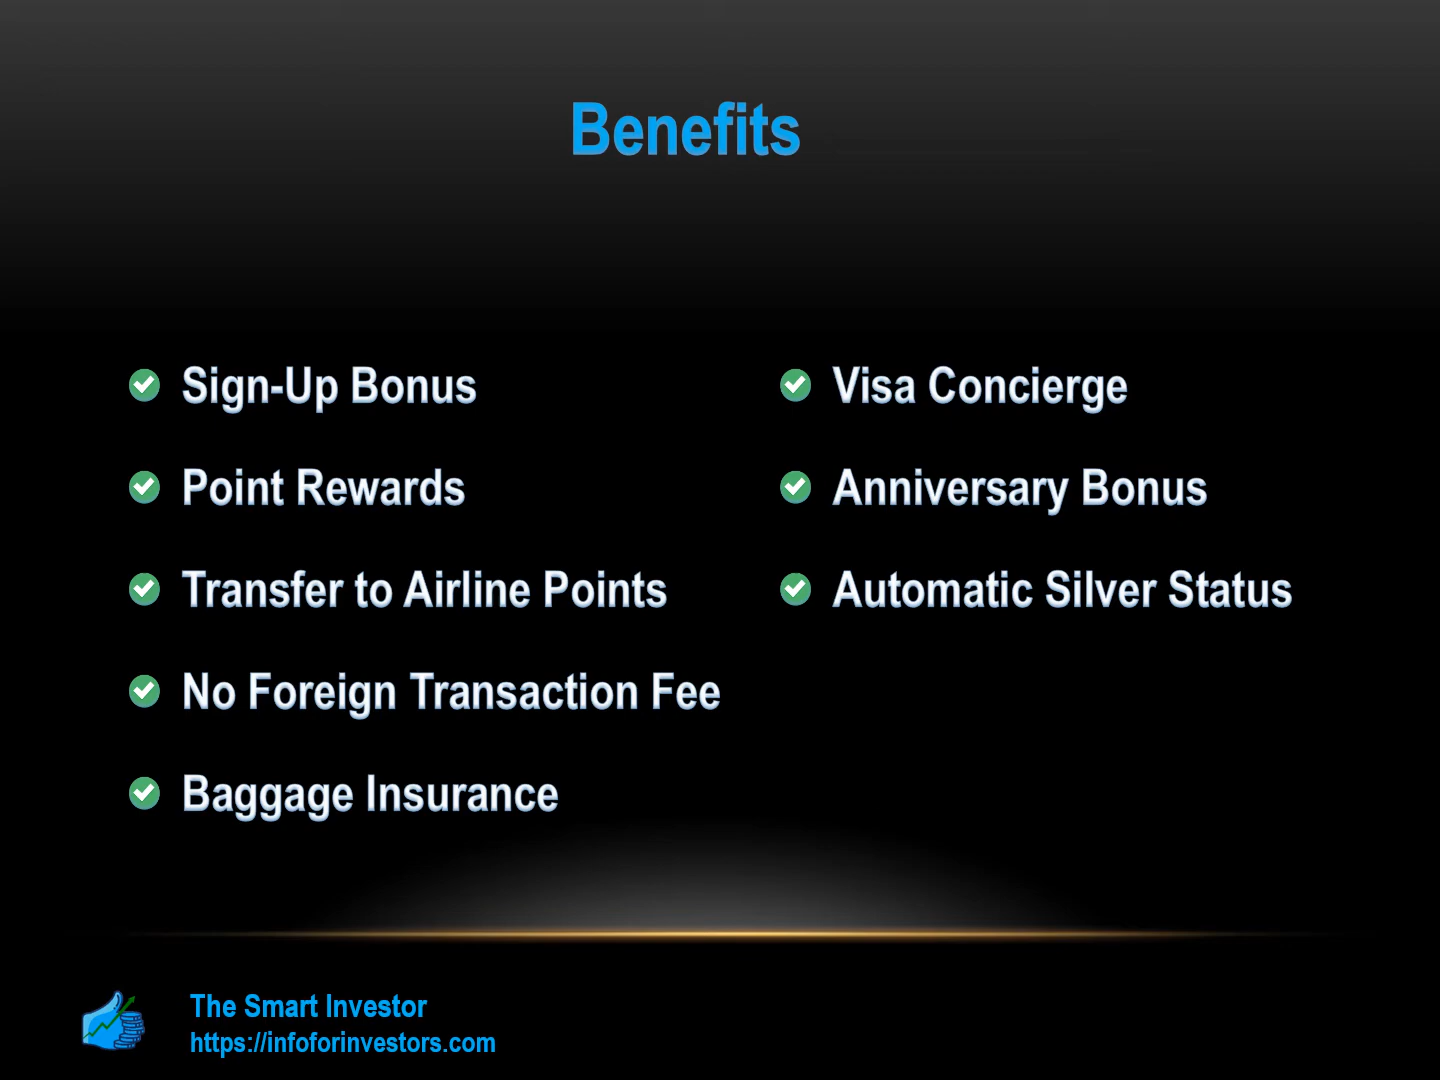 Benefits
Sign-Up Bonus
Point Rewards
Transfer to Airline Points
No Foreign Transaction Fee
Baggage Insurance
Visa Concierge
Anniversary Bonus
Automatic Silver Status
The Smart Investor
https://infoforinvestors.com